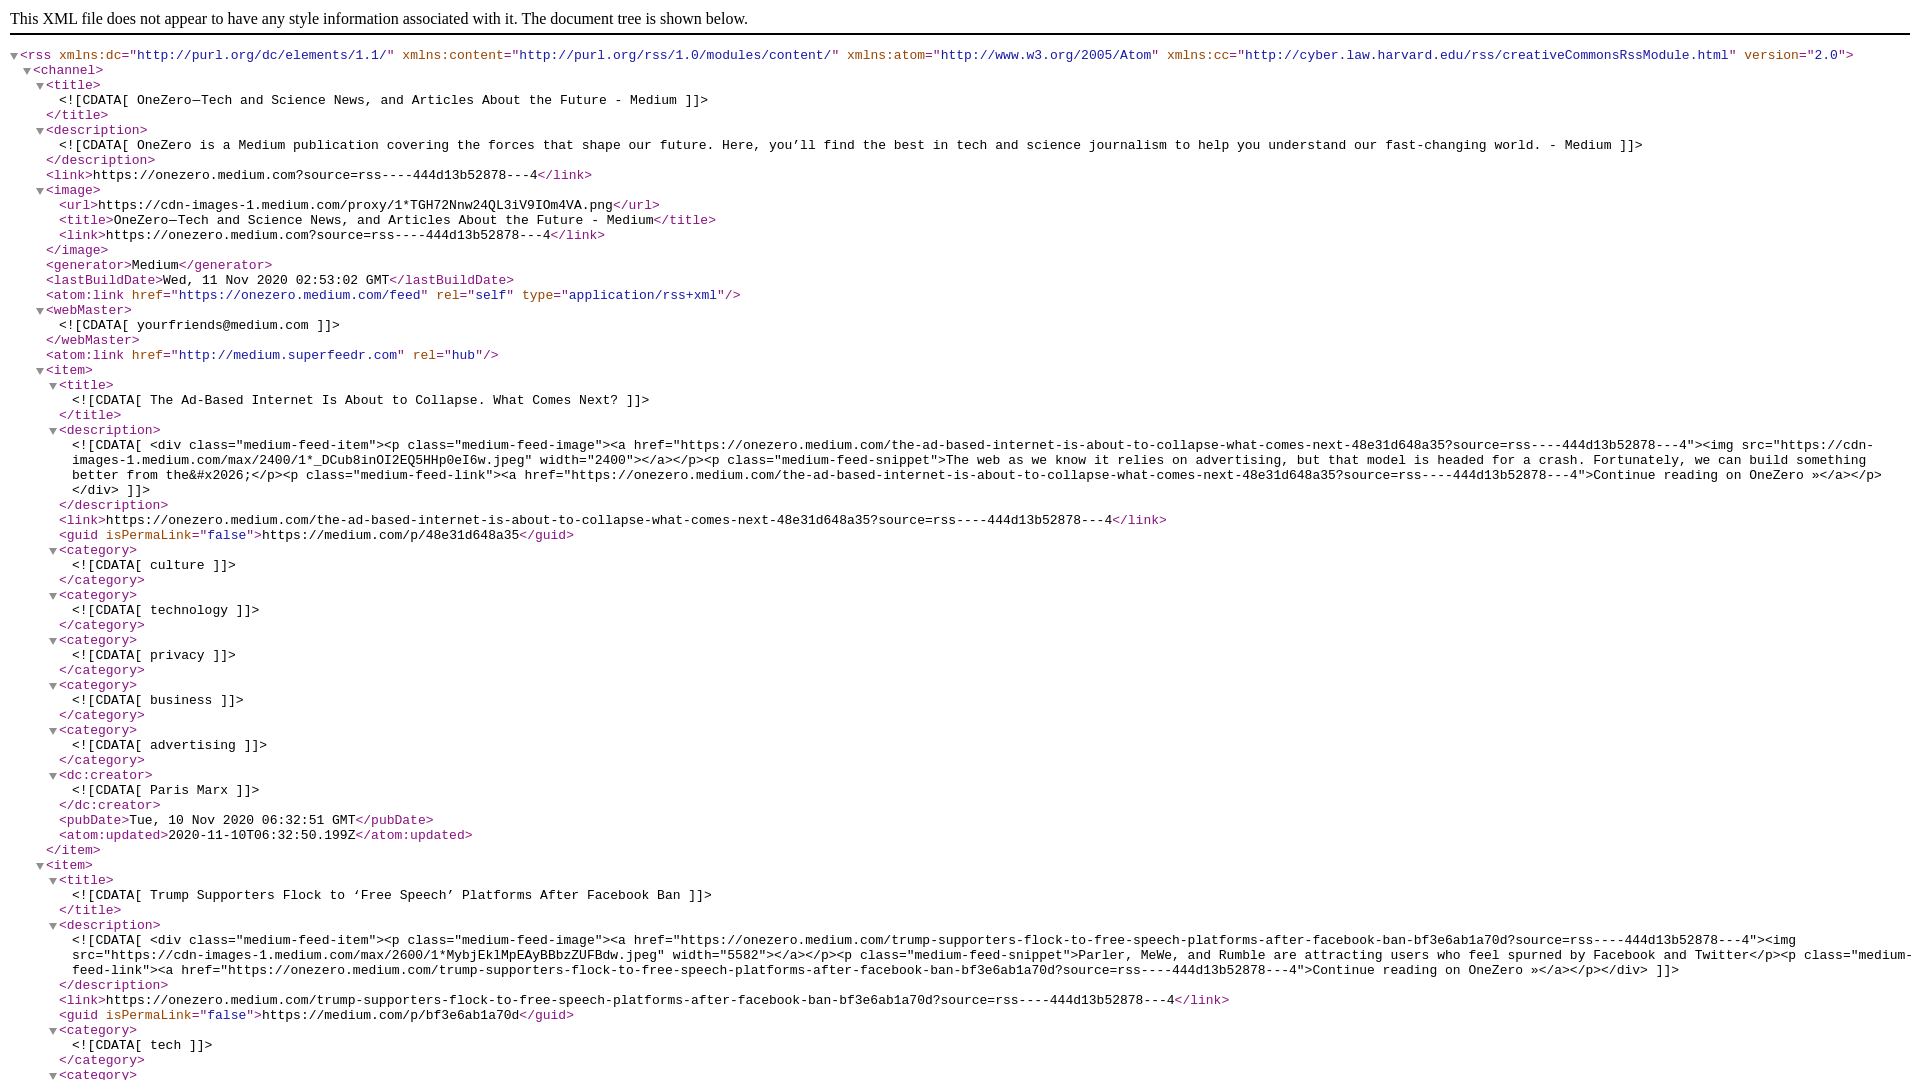 This XML file does not appear to have any style information associated with it. The document tree is shown below.
<rss xmlns:dc="http://purl.org/dc/elements/1.1/" xmlns:content="http://purl.org/rss/1.0/modules/content/" xmlns:atom="http://www.w3.org/2005/Atom" xmlns:cc="http://cyber.law.harvard.edu/rss/creativeCommonsRssModule.html" version="2.0">
<channel>
<title>
<![CDATA[ OneZero—Tech and Science News, and Articles About the Future - Medium ]]>
</title>
<description>
<![CDATA[ OneZero is a Medium publication covering the forces that shape our future. Here, you’ll find the best in tech and science journalism to help you understand our fast-changing world. - Medium ]]>
</description>
<link>https://onezero.medium.com?source=rss----444d13b52878---4</link>
<image>
<url>https://cdn-images-1.medium.com/proxy/1*TGH72Nnw24QL3iV9IOm4VA.png</url>
<title>OneZero—Tech and Science News, and Articles About the Future - Medium</title>
<link>https://onezero.medium.com?source=rss----444d13b52878---4</link>
</image>
<generator>Medium</generator>
<lastBuildDate>Wed, 11 Nov 2020 02:53:02 GMT</lastBuildDate>
<atom:link href="https://onezero.medium.com/feed" rel="self" type="application/rss+xml"/>
<webMaster>
<![CDATA[ yourfriends@medium.com ]]>
</webMaster>
<atom:link href="http://medium.superfeedr.com" rel="hub"/>
<item>
<title>
<![CDATA[ The Ad-Based Internet Is About to Collapse. What Comes Next? ]]>
</title>
<description>
<![CDATA[ <div class="medium-feed-item"><p class="medium-feed-image"><a href="https://onezero.medium.com/the-ad-based-internet-is-about-to-collapse-what-comes-next-48e31d648a35?source=rss----444d13b52878---4"><img src="https://cdn-
images-1.medium.com/max/2400/1*_DCub8inOI2EQ5HHp0eI6w.jpeg" width="2400"></a></p><p class="medium-feed-snippet">The web as we know it relies on advertising, but that model is headed for a crash. Fortunately, we can build something
better from the&#x2026;</p><p class="medium-feed-link"><a href="https://onezero.medium.com/the-ad-based-internet-is-about-to-collapse-what-comes-next-48e31d648a35?source=rss----444d13b52878---4">Continue reading on OneZero »</a></p>
</div> ]]>
</description>
<link>https://onezero.medium.com/the-ad-based-internet-is-about-to-collapse-what-comes-next-48e31d648a35?source=rss----444d13b52878---4</link>
<guid isPermaLink="false">https://medium.com/p/48e31d648a35</guid>
<category>
<![CDATA[ culture ]]>
</category>
<category>
<![CDATA[ technology ]]>
</category>
<category>
<![CDATA[ privacy ]]>
</category>
<category>
<![CDATA[ business ]]>
</category>
<category>
<![CDATA[ advertising ]]>
</category>
<dc:creator>
<![CDATA[ Paris Marx ]]>
</dc:creator>
<pubDate>Tue, 10 Nov 2020 06:32:51 GMT</pubDate>
<atom:updated>2020-11-10T06:32:50.199Z</atom:updated>
</item>
<item>
<title>
<![CDATA[ Trump Supporters Flock to ‘Free Speech’ Platforms After Facebook Ban ]]>
</title>
<description>
<![CDATA[ <div class="medium-feed-item"><p class="medium-feed-image"><a href="https://onezero.medium.com/trump-supporters-flock-to-free-speech-platforms-after-facebook-ban-bf3e6ab1a70d?source=rss----444d13b52878---4"><img
src="https://cdn-images-1.medium.com/max/2600/1*MybjEklMpEAyBBbzZUFBdw.jpeg" width="5582"></a></p><p class="medium-feed-snippet">Parler, MeWe, and Rumble are attracting users who feel spurned by Facebook and Twitter</p><p class="medium-
feed-link"><a href="https://onezero.medium.com/trump-supporters-flock-to-free-speech-platforms-after-facebook-ban-bf3e6ab1a70d?source=rss----444d13b52878---4">Continue reading on OneZero »</a></p></div> ]]>
</description>
<link>https://onezero.medium.com/trump-supporters-flock-to-free-speech-platforms-after-facebook-ban-bf3e6ab1a70d?source=rss----444d13b52878---4</link>
<guid isPermaLink="false">https://medium.com/p/bf3e6ab1a70d</guid>
<category>
<![CDATA[ tech ]]>
</category>
<category>